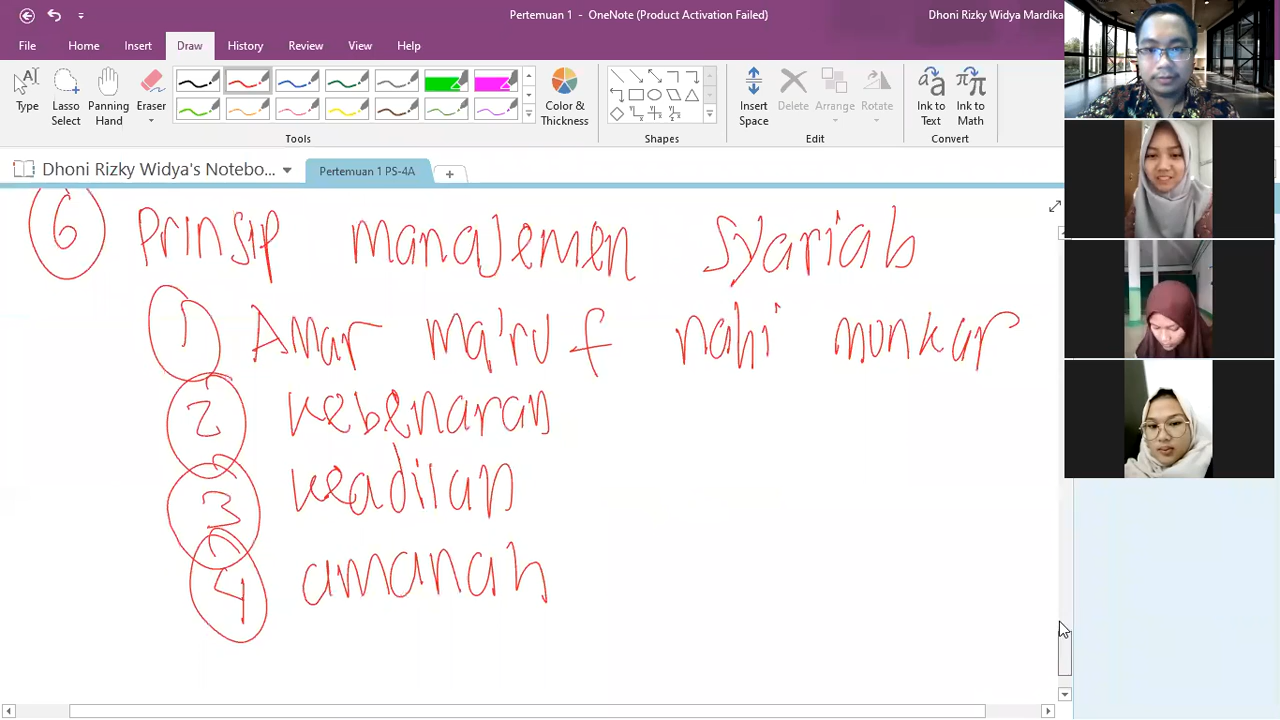 Pertemuan 1 - OneNote (Product Activation Failed)
Dhoni Rizky Widya Mardika
File Home Insert Draw History Review View Help
Type
Lasso Select
Panning Hand
Eraser
Color & Thickness
Insert Space
Delete
Arrange
Rotate
Ink to Text
Ink to Math
Tools
Shapes
Edit
Convert
Dhoni Rizky Widya's Notebo...
Pertemuan 1 PS-4A
6 Prinsip manajemen syariah
1 Amar ma'ruf nahi munkar
2 kebenaran
3 keadilan
4 amanah